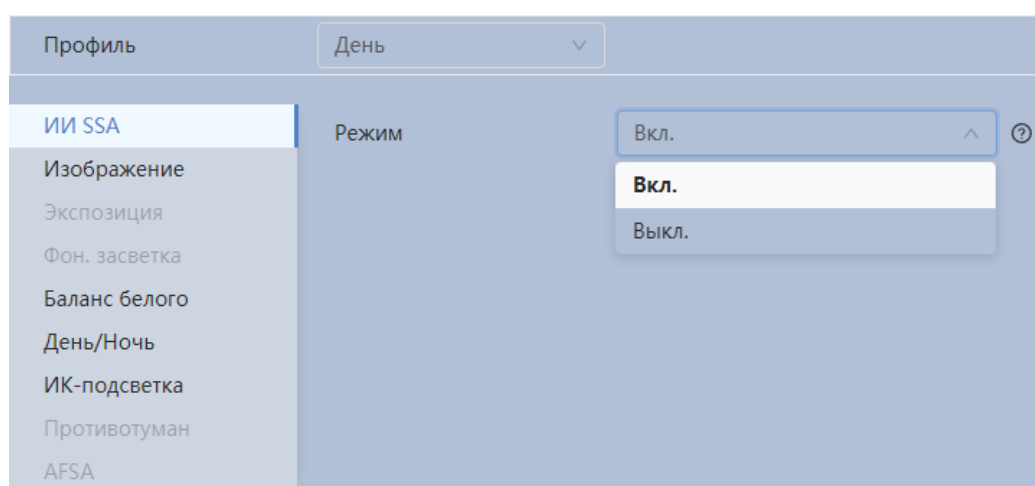 Профиль День
ИИ SSA Режим Вкл.
Изображение Вкл.
Экспозиция Выкл.
Фон. засветка
Баланс белого
День/Ночь
ИК-подсветка
Противотуман
AFSA